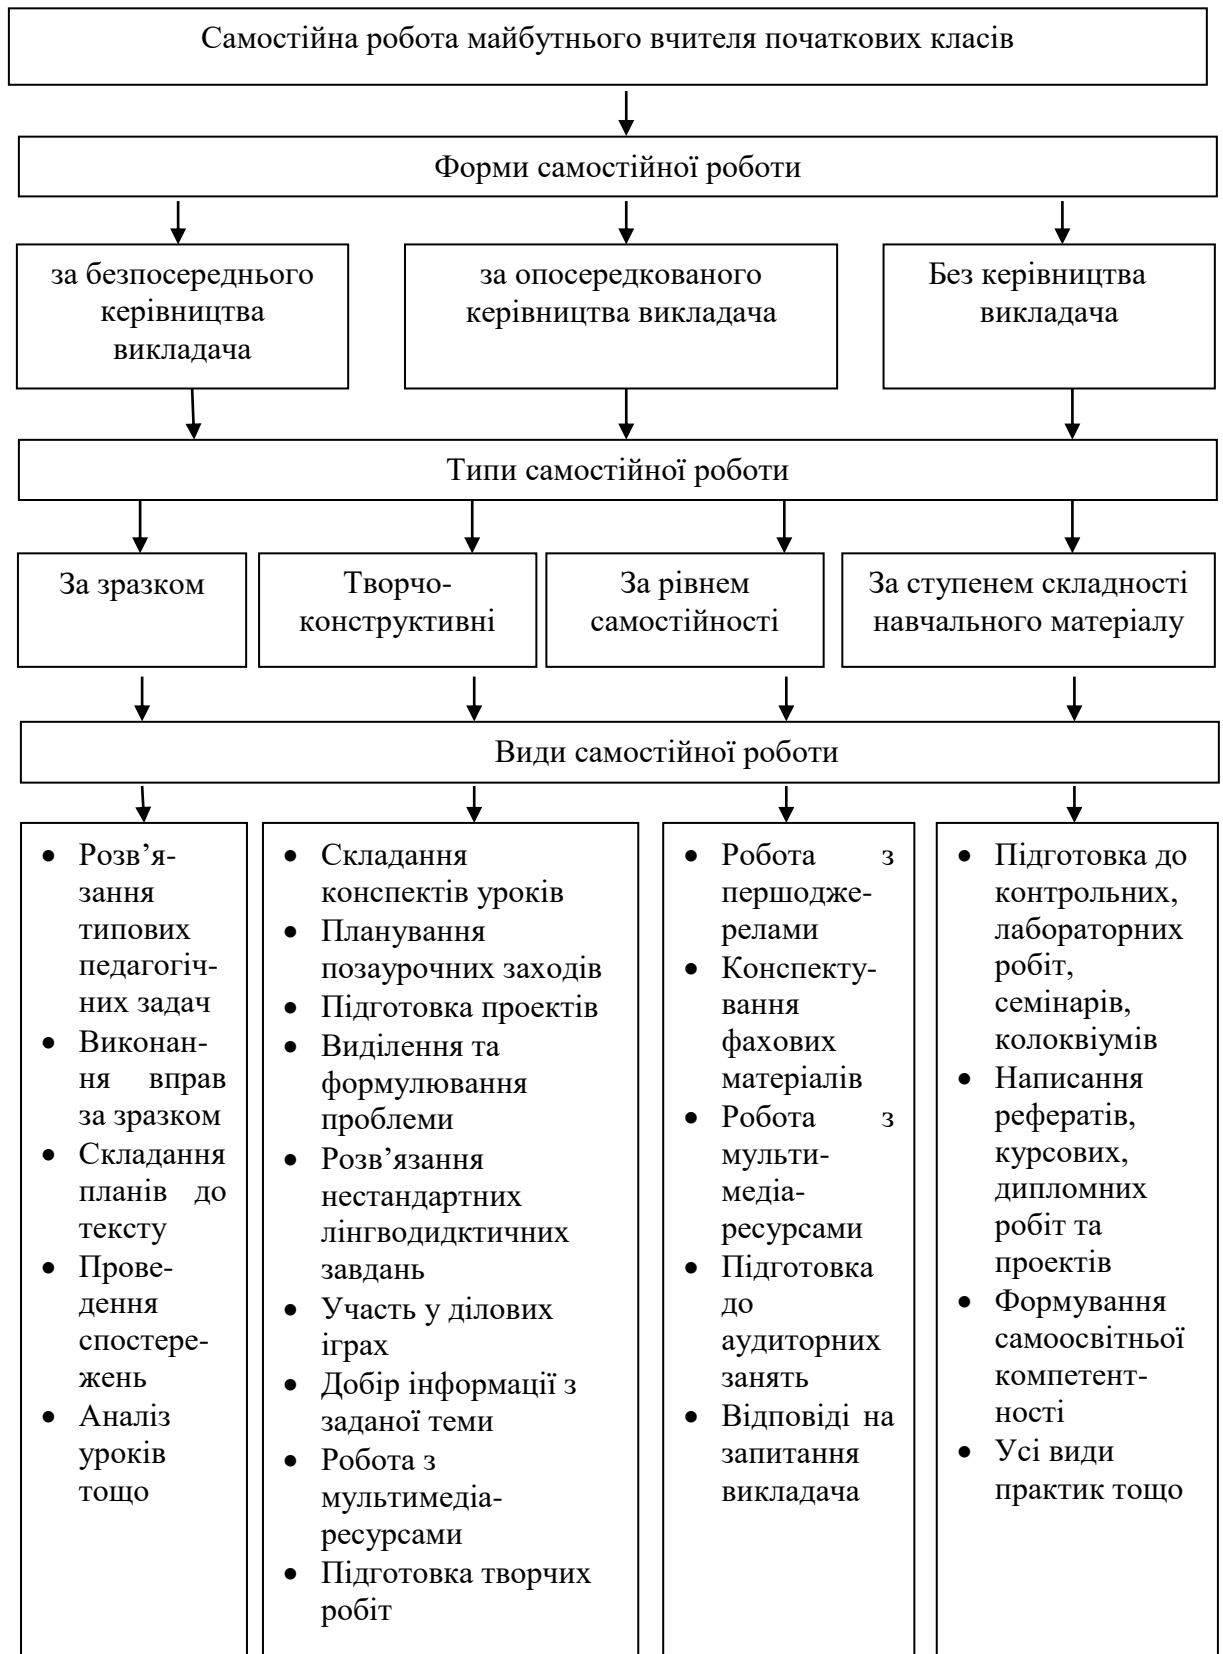 Самостійна робота майбутнього вчителя початкових класів
Форми самостійної роботи
за безпосереднього
керівництва
викладача
за опосередкованого
керівництва викладача
Без керівництва
викладача
Типи самостійної роботи
За зразком
Творчо-
конструктивні
За рівнем
самостійності
За ступенем складності
навчального матеріалу
Види самостійної роботи
• Розв’я-
зання
типових
педагогіч-
них задач
• Виконан-
ня вправ
за зразком
• Складання
планів до
тексту
• Прове-
дення
спостере-
жень
• Аналіз
уроків
тощо
• Складання
конспектів уроків
• Планування
позаурочних заходів
• Підготовка проектів
• Виділення та
формулювання
проблеми
• Розв’язання
нестандартних
лінгводидктичних
завдань
• Участь у ділових
іграх
• Добір інформації з
заданої теми
• Робота з
мультимедіа-
ресурсами
• Підготовка творчих
робіт
• Робота з
першодже-
релами
• Конспекту-
вання
фахових
матеріалів
• Робота з
мульти-
медіа-
ресурсами
• Підготовка
до
аудиторних
занять
• Відповіді на
запитання
викладача
• Підготовка до
контрольних,
лабораторних
робіт,
семінарів,
колоквіумів
• Написання
рефератів,
курсових,
дипломних
робіт та
проектів
• Формування
самоосвітньої
компетент-
ності
• Усі види
практик тощо